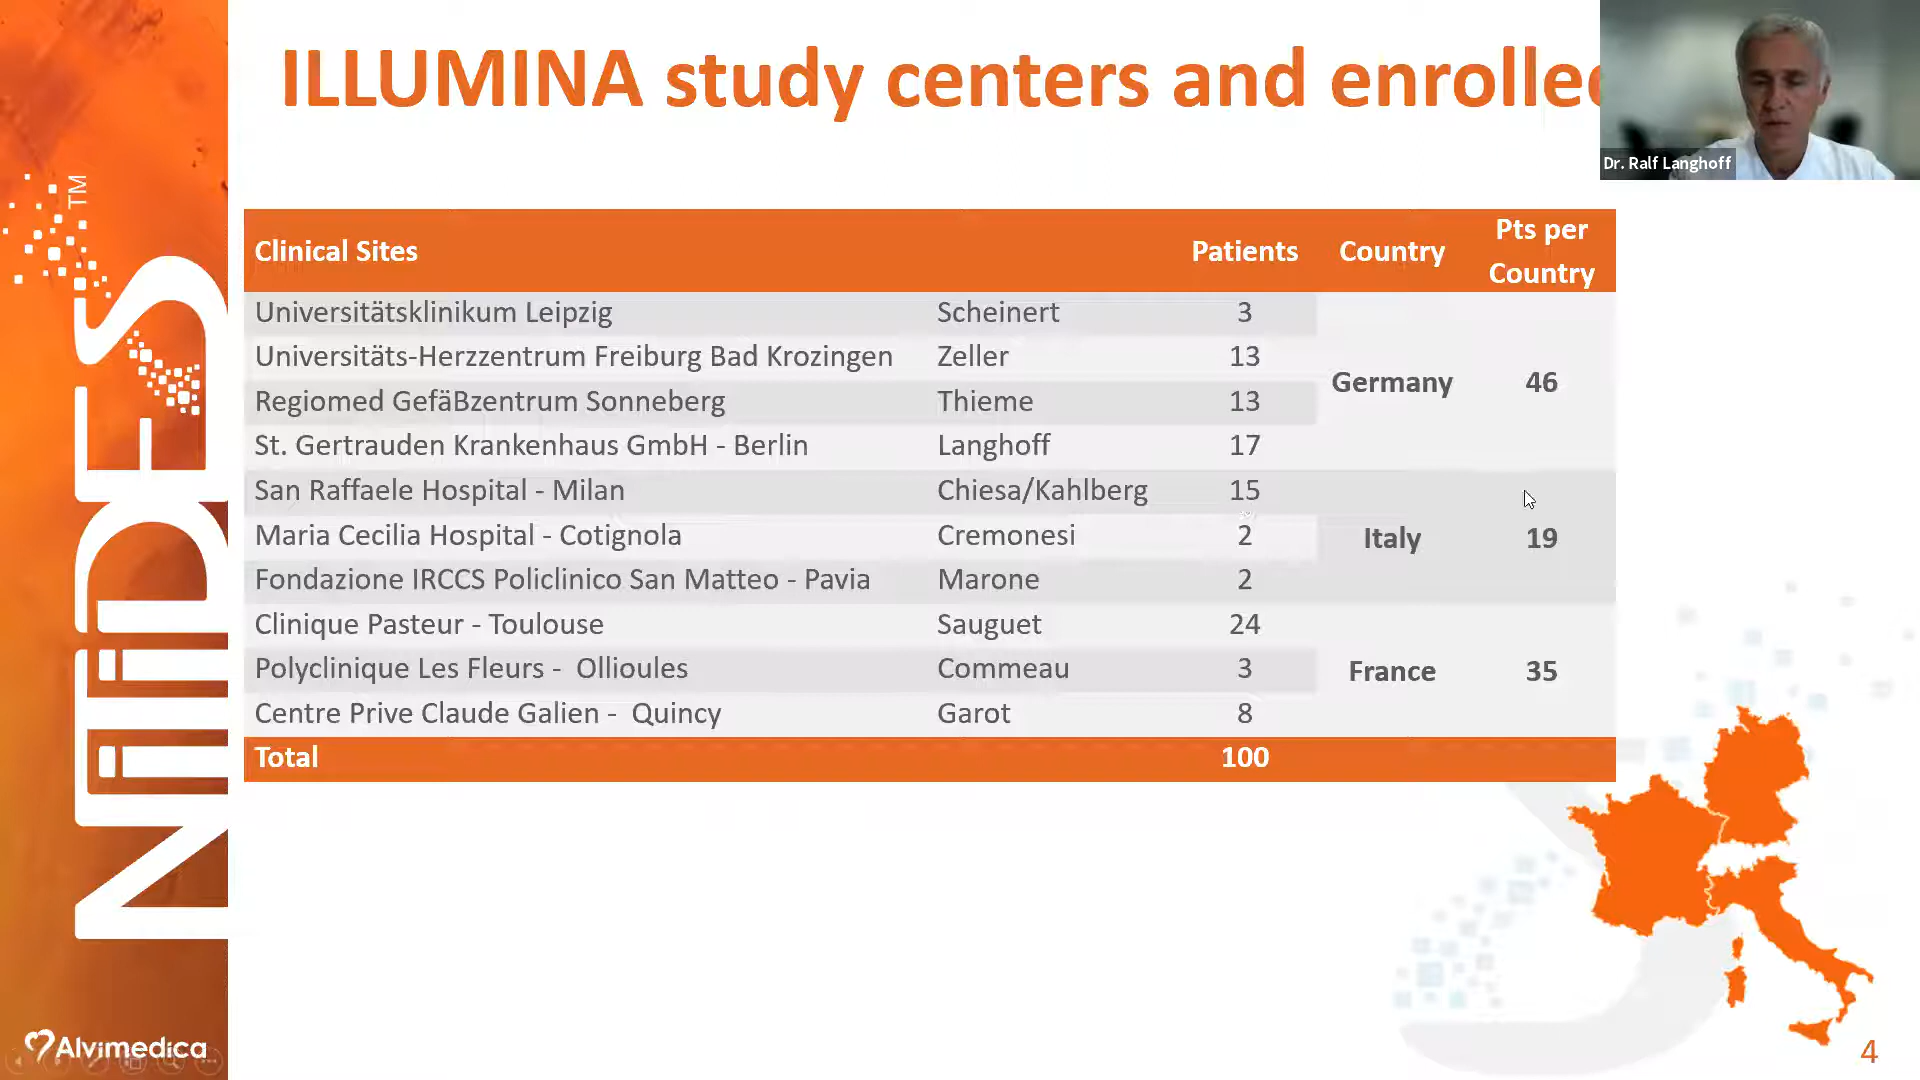 ILLUMINA study centers and enrolled
Dr. Ralf Langhoff
Clinical Sites Patients Country Pts per Country
Universitätsklinikum Leipzig Scheinert 3
Universitäts-Herzzentrum Freiburg Bad Krozingen Zeller 13
Germany 46
Regiomed GefäBzentrum Sonneberg Thieme 13
St. Gertrauden Krankenhaus GmbH - Berlin Langhoff 17
San Raffaele Hospital - Milan Chiesa/Kahlberg 15
Maria Cecilia Hospital - Cotignola Cremonesi 2
Italy 19
Fondazione IRCCS Policlinico San Matteo - Pavia Marone 2
Clinique Pasteur - Toulouse Sauguet 24
Polyclinique Les Fleurs - Ollioules Commeau 3
France 35
Centre Prive Claude Galien - Quincy Garot 8
Total 100
NiTiDES™
Alvimedica
4